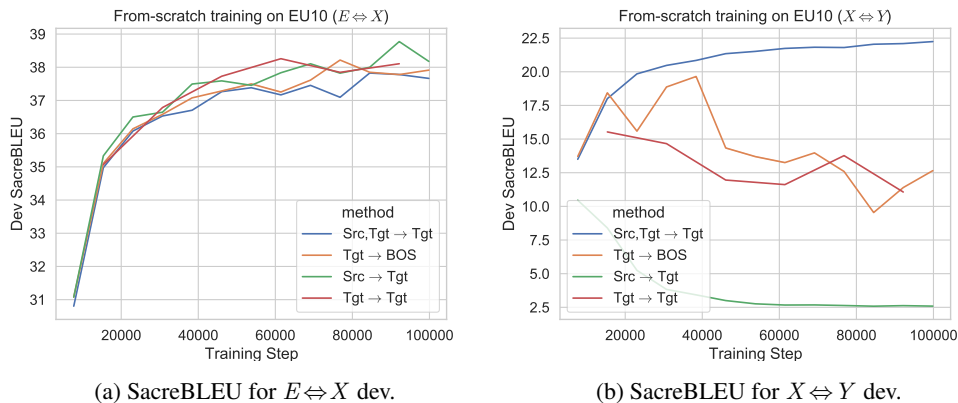 From-scratch training on EU10 (E⇔X)
39
38
37
36
35
34
33
32
31
Dev SacreBLEU
method
Src,Tgt → Tgt
Tgt → BOS
Src → Tgt
Tgt → Tgt
20000 40000 60000 80000 100000
Training Step
(a) SacreBLEU for E⇔X dev.
From-scratch training on EU10 (X⇔Y)
22.5
20.0
17.5
15.0
12.5
10.0
7.5
5.0
2.5
Dev SacreBLEU
method
Src,Tgt → Tgt
Tgt → BOS
Src → Tgt
Tgt → Tgt
20000 40000 60000 80000 100000
Training Step
(b) SacreBLEU for X⇔Y dev.